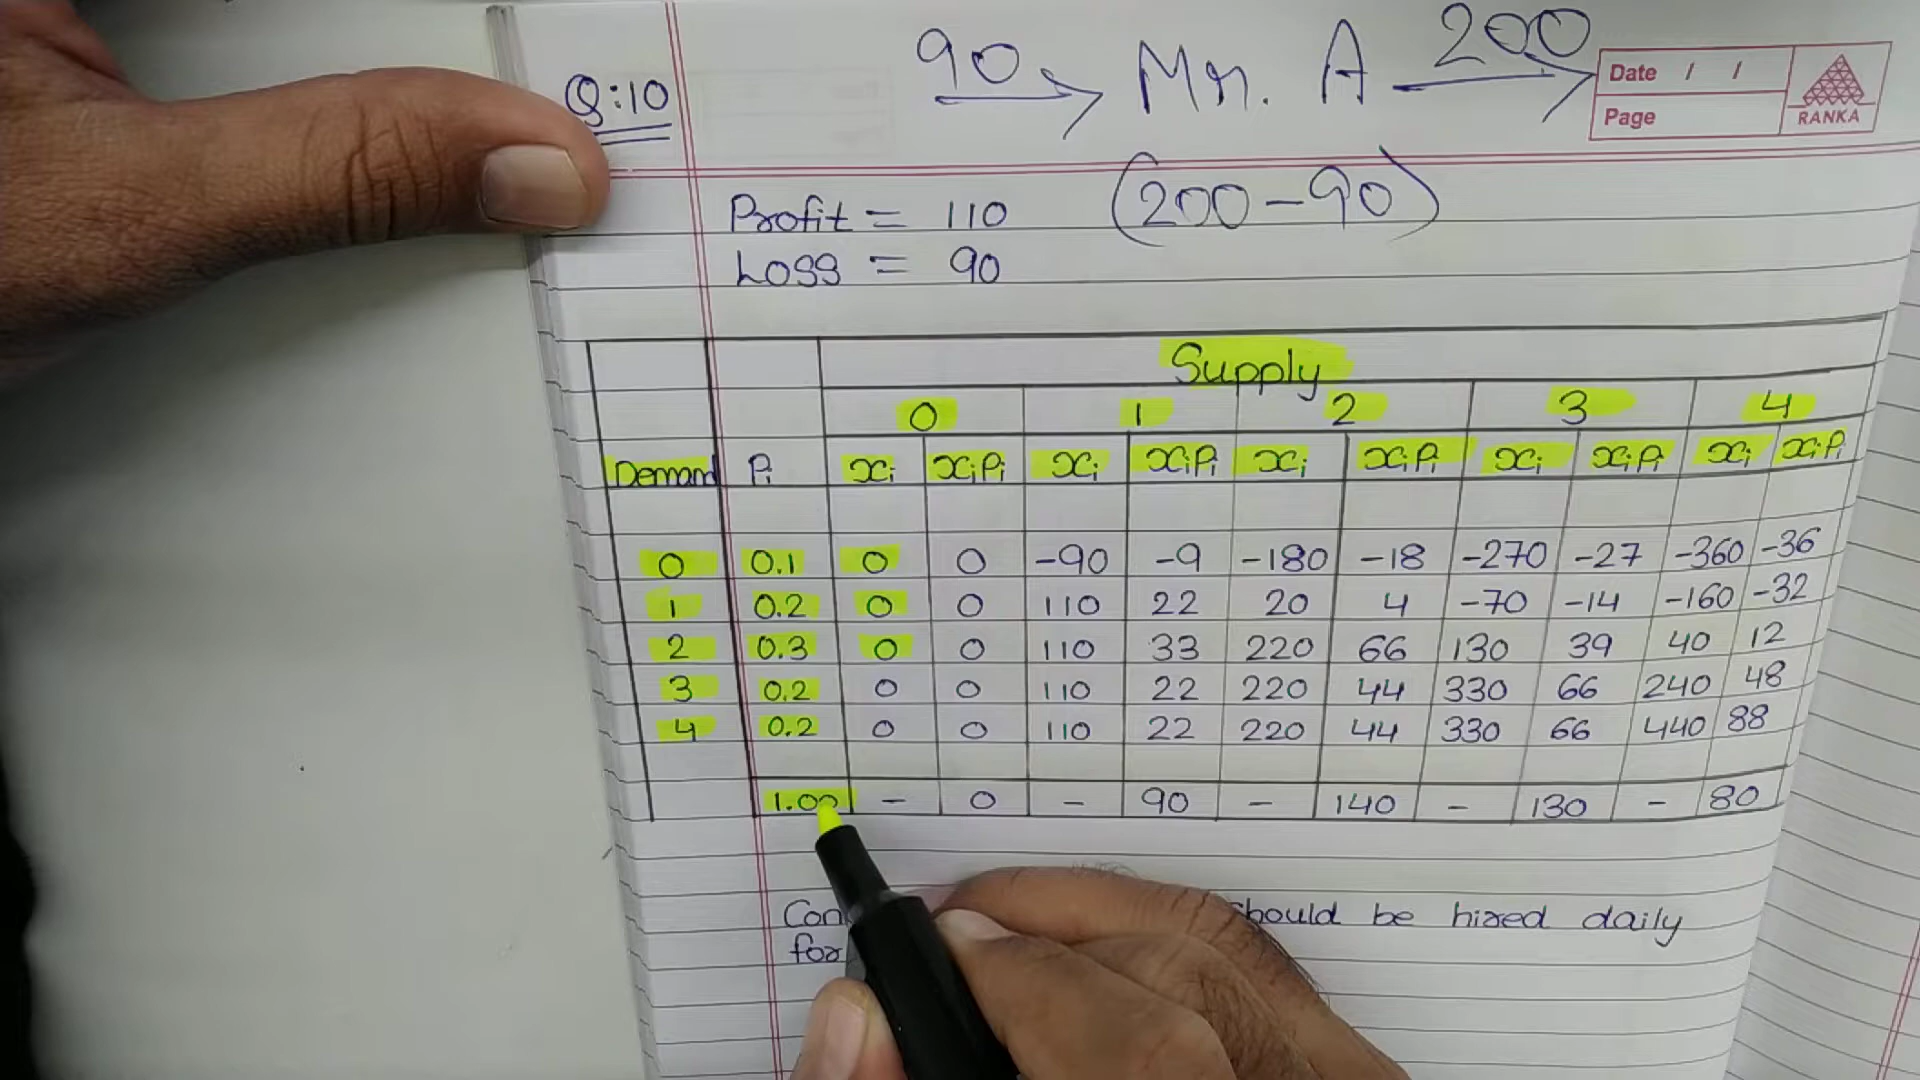 90 → Mr. A 200 →
Q:10
Date / /
Page
RANKA
Profit = 110 (200-90)
Loss = 90
Supply
0 1 2 3 4
Demand Pi xi xiPi xi xiPi xi xiPi xi xiPi xi xiPi
0 0.1 0 0 -90 -9 -180 -18 -270 -27 -360 -36
1 0.2 0 0 110 22 20 4 -70 -14 -160 -32
2 0.3 0 0 110 33 220 66 130 39 40 12
3 0.2 0 0 110 22 220 44 330 66 240 48
4 0.2 0 0 110 22 220 44 330 66 440 88
1.00 - 0 - 90 - 140 - 130 - 80
should be hired daily
for